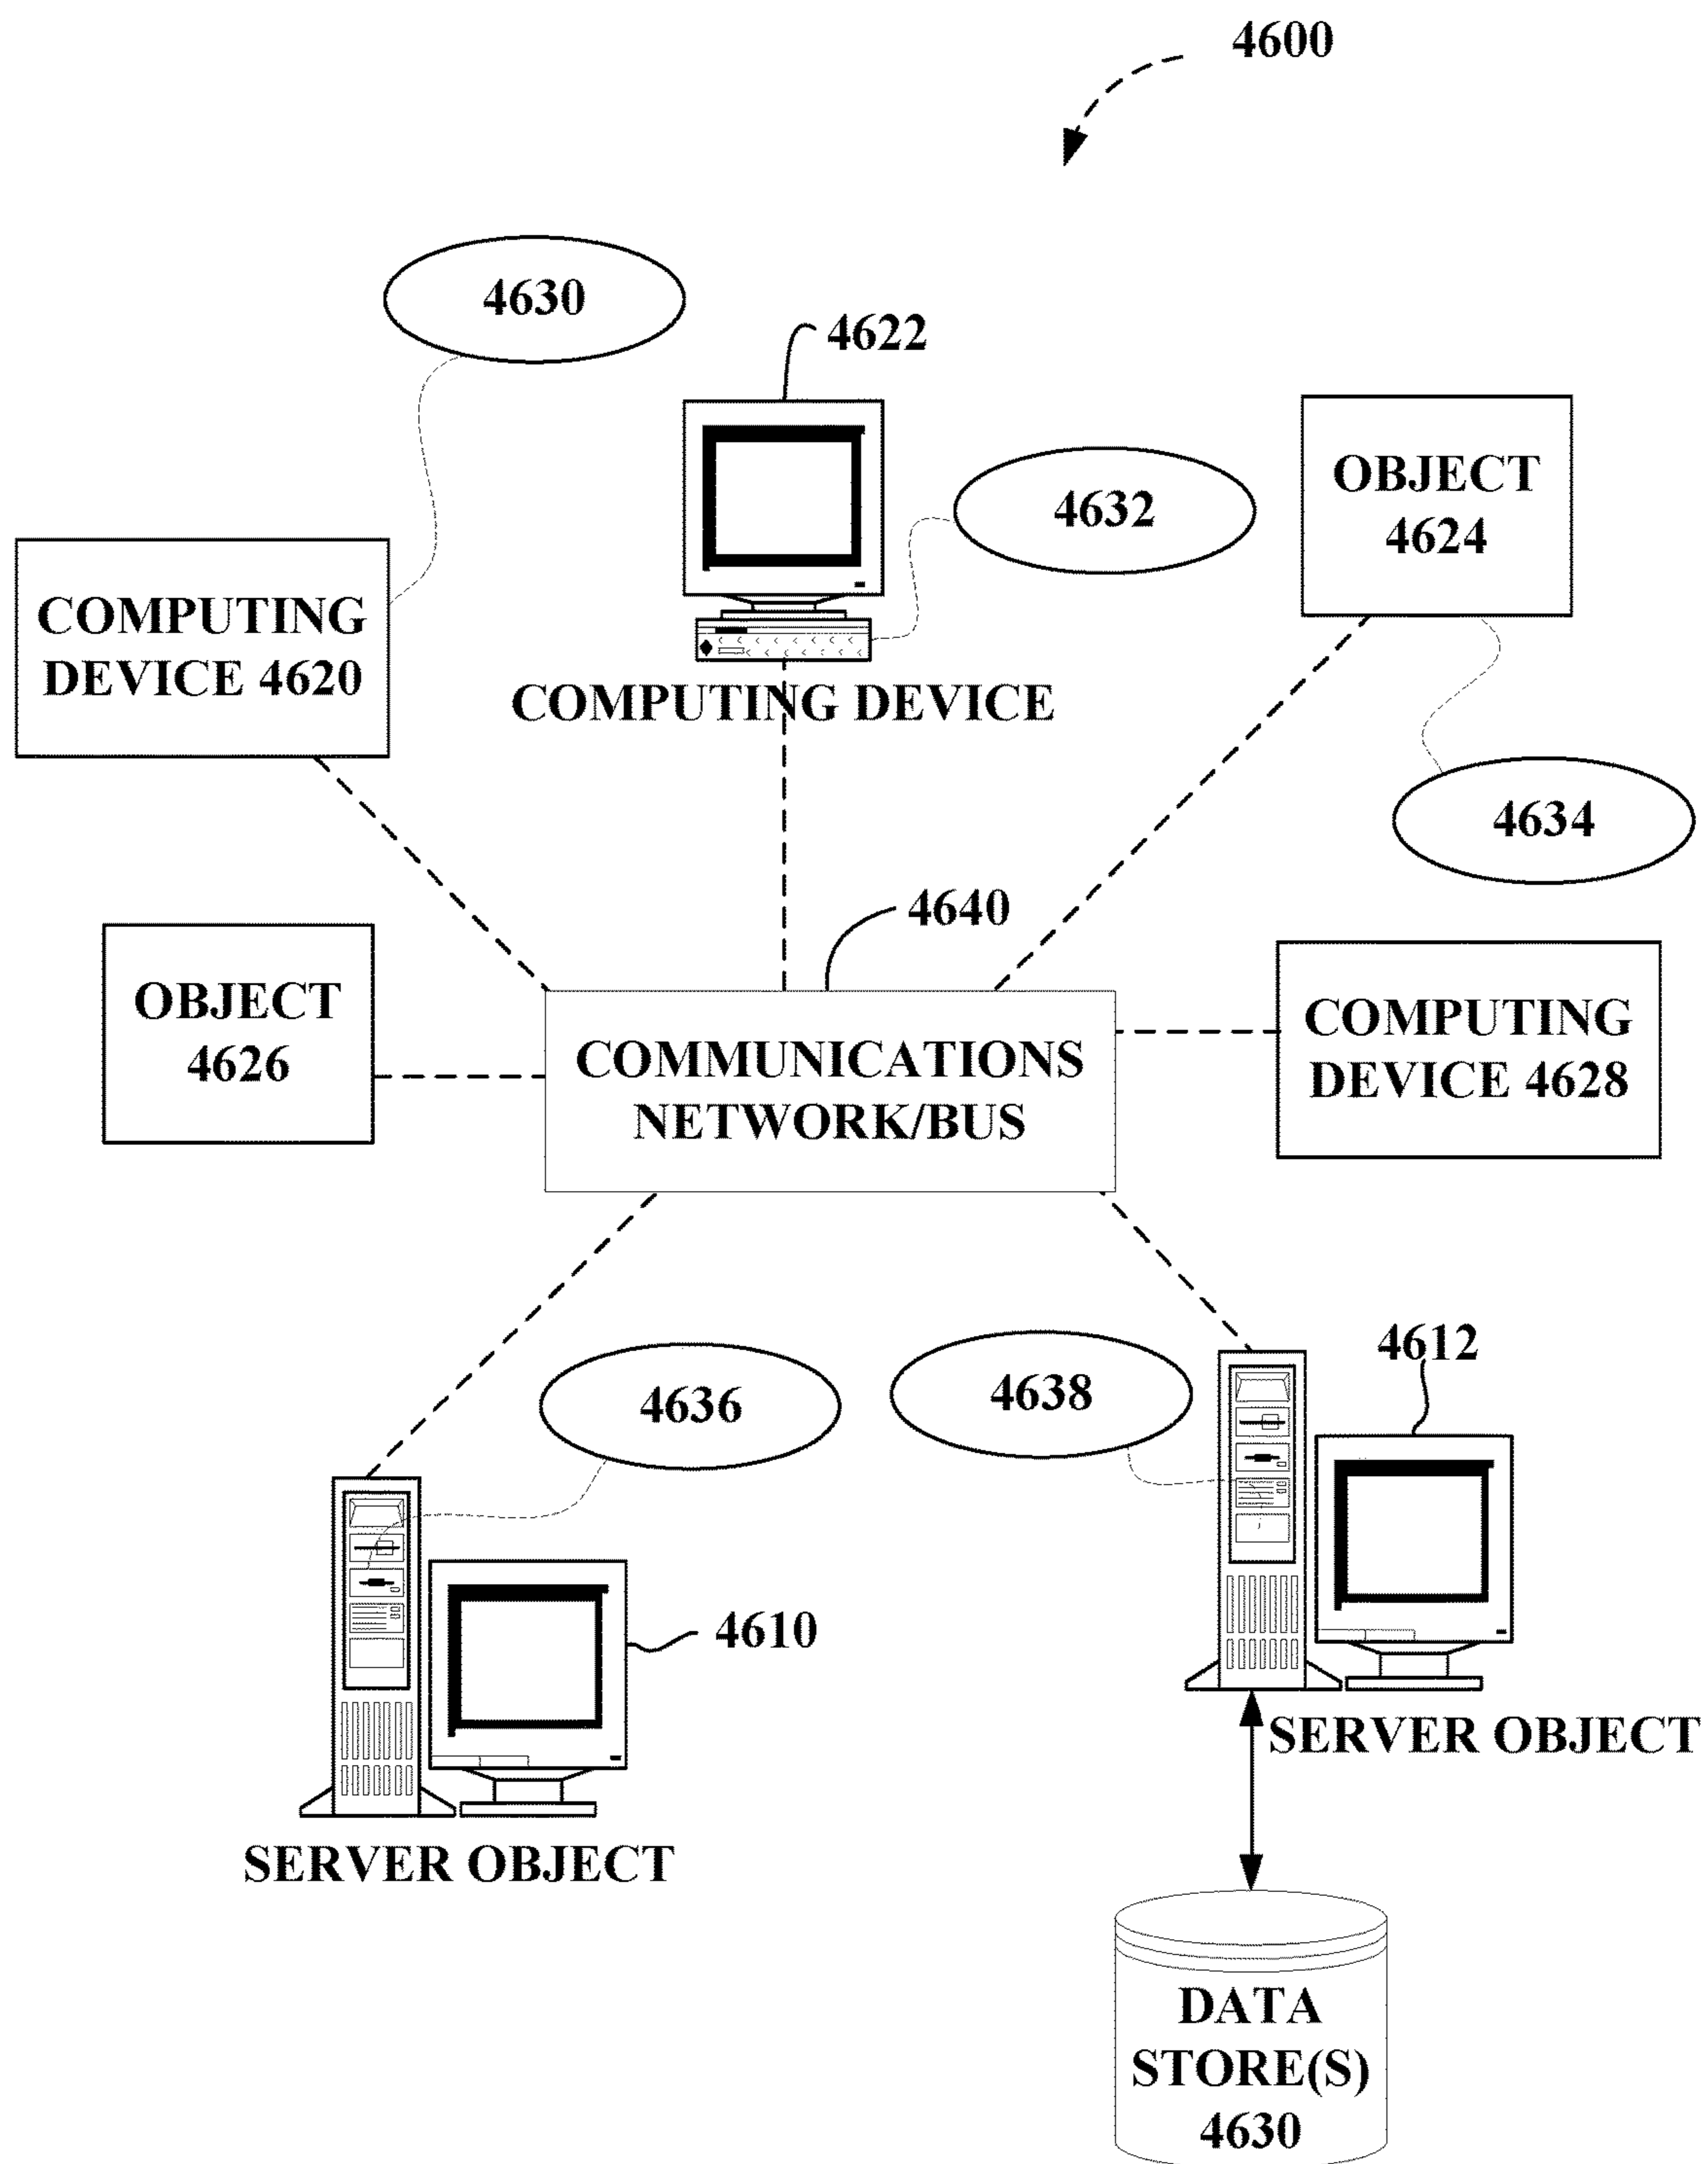 4600
4630
4622
4632
OBJECT
4624
COMPUTING
DEVICE 4620
COMPUTING DEVICE
4634
4640
OBJECT
4626
COMMUNICATIONS
NETWORK/BUS
COMPUTING
DEVICE 4628
4636
4638
4612
4610
SERVER OBJECT
SERVER OBJECT
DATA
STORE(S)
4630